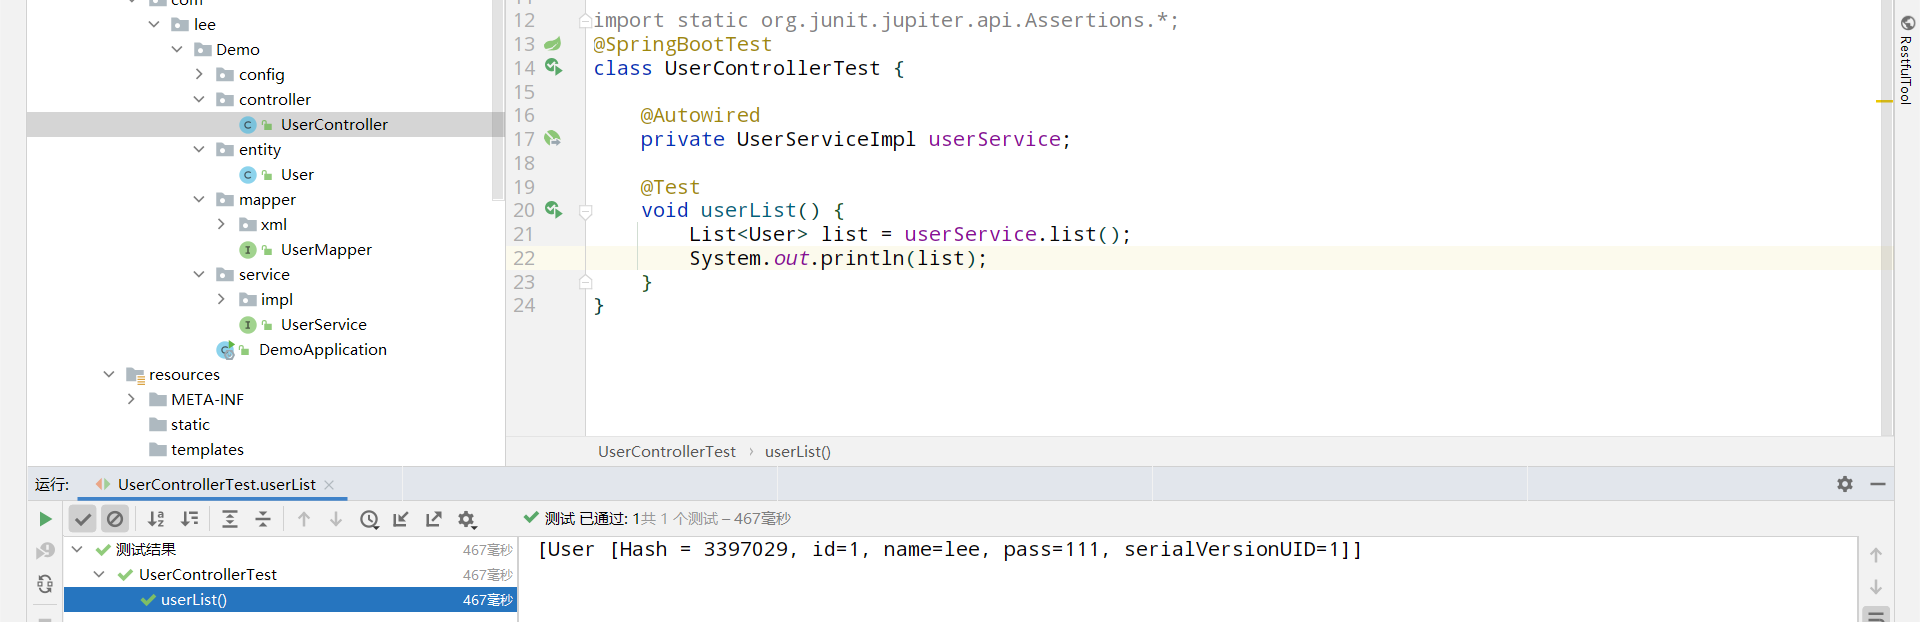 com
lee
Demo
config
controller
UserController
entity
User
mapper
xml
UserMapper
service
impl
UserService
DemoApplication
resources
META-INF
static
templates
12 import static org.junit.jupiter.api.Assertions.*;
13 @SpringBootTest
14 class UserControllerTest {
15
16 @Autowired
17 private UserServiceImpl userService;
18
19 @Test
20 void userList() {
21 List<User> list = userService.list();
22 System.out.println(list);
23 }
24 }
UserControllerTest › userList()
RestfulTool
运行: UserControllerTest.userList
测试 已通过: 1共 1 个测试 – 467毫秒
测试结果 467毫秒
UserControllerTest 467毫秒
userList() 467毫秒
[User [Hash = 3397029, id=1, name=lee, pass=111, serialVersionUID=1]]